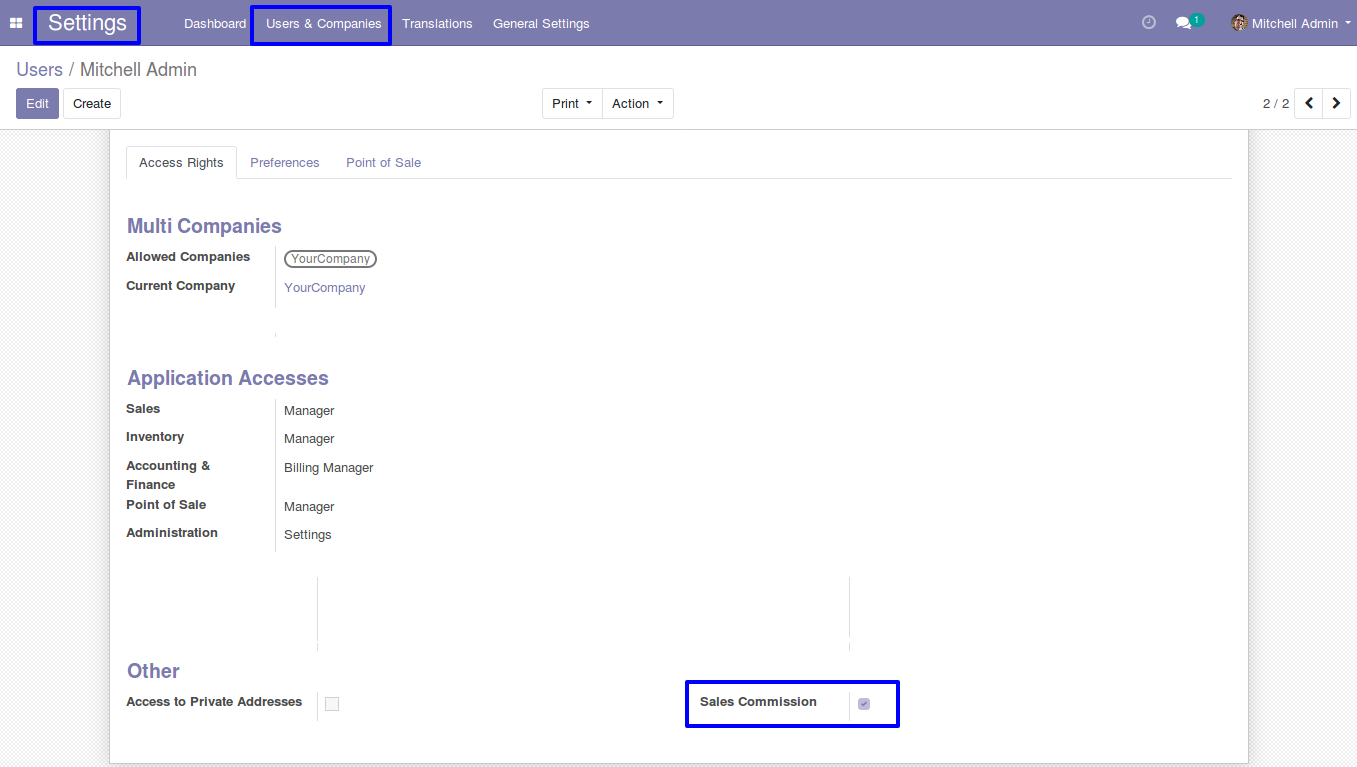 Settings Dashboard Users & Companies Translations General Settings 1 Mitchell Admin
Users / Mitchell Admin
Edit Create Print Action 2 / 2
Access Rights Preferences Point of Sale
Multi Companies
Allowed Companies YourCompany
Current Company YourCompany
Application Accesses
Sales Manager
Inventory Manager
Accounting & Billing Manager
Finance
Point of Sale Manager
Administration Settings
Other
Access to Private Addresses Sales Commission